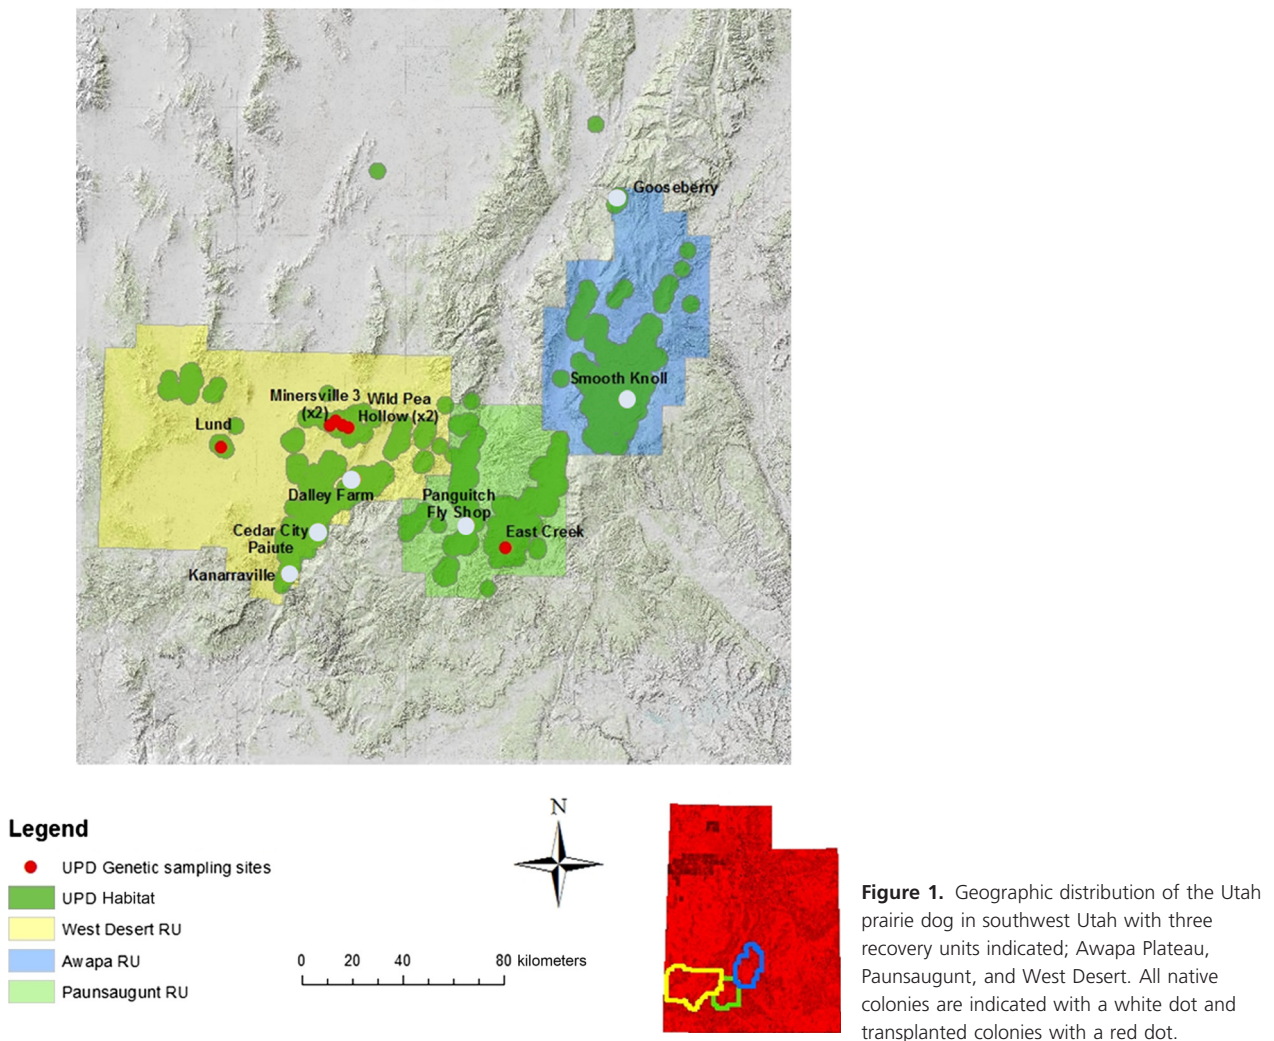 Gooseberry
Smooth Knoll
Minersville 3
(x2)
Wild Pea
Hollow (x2)
Lund
Dalley Farm
Panguitch
Fly Shop
Cedar City
Paiute
East Creek
Kanarraville
Legend
UPD Genetic sampling sites
UPD Habitat
West Desert RU
Awapa RU
Paunsaugunt RU
0 20 40 80 kilometers
N
Figure 1. Geographic distribution of the Utah
prairie dog in southwest Utah with three
recovery units indicated; Awapa Plateau,
Paunsaugunt, and West Desert. All native
colonies are indicated with a white dot and
transplanted colonies with a red dot.